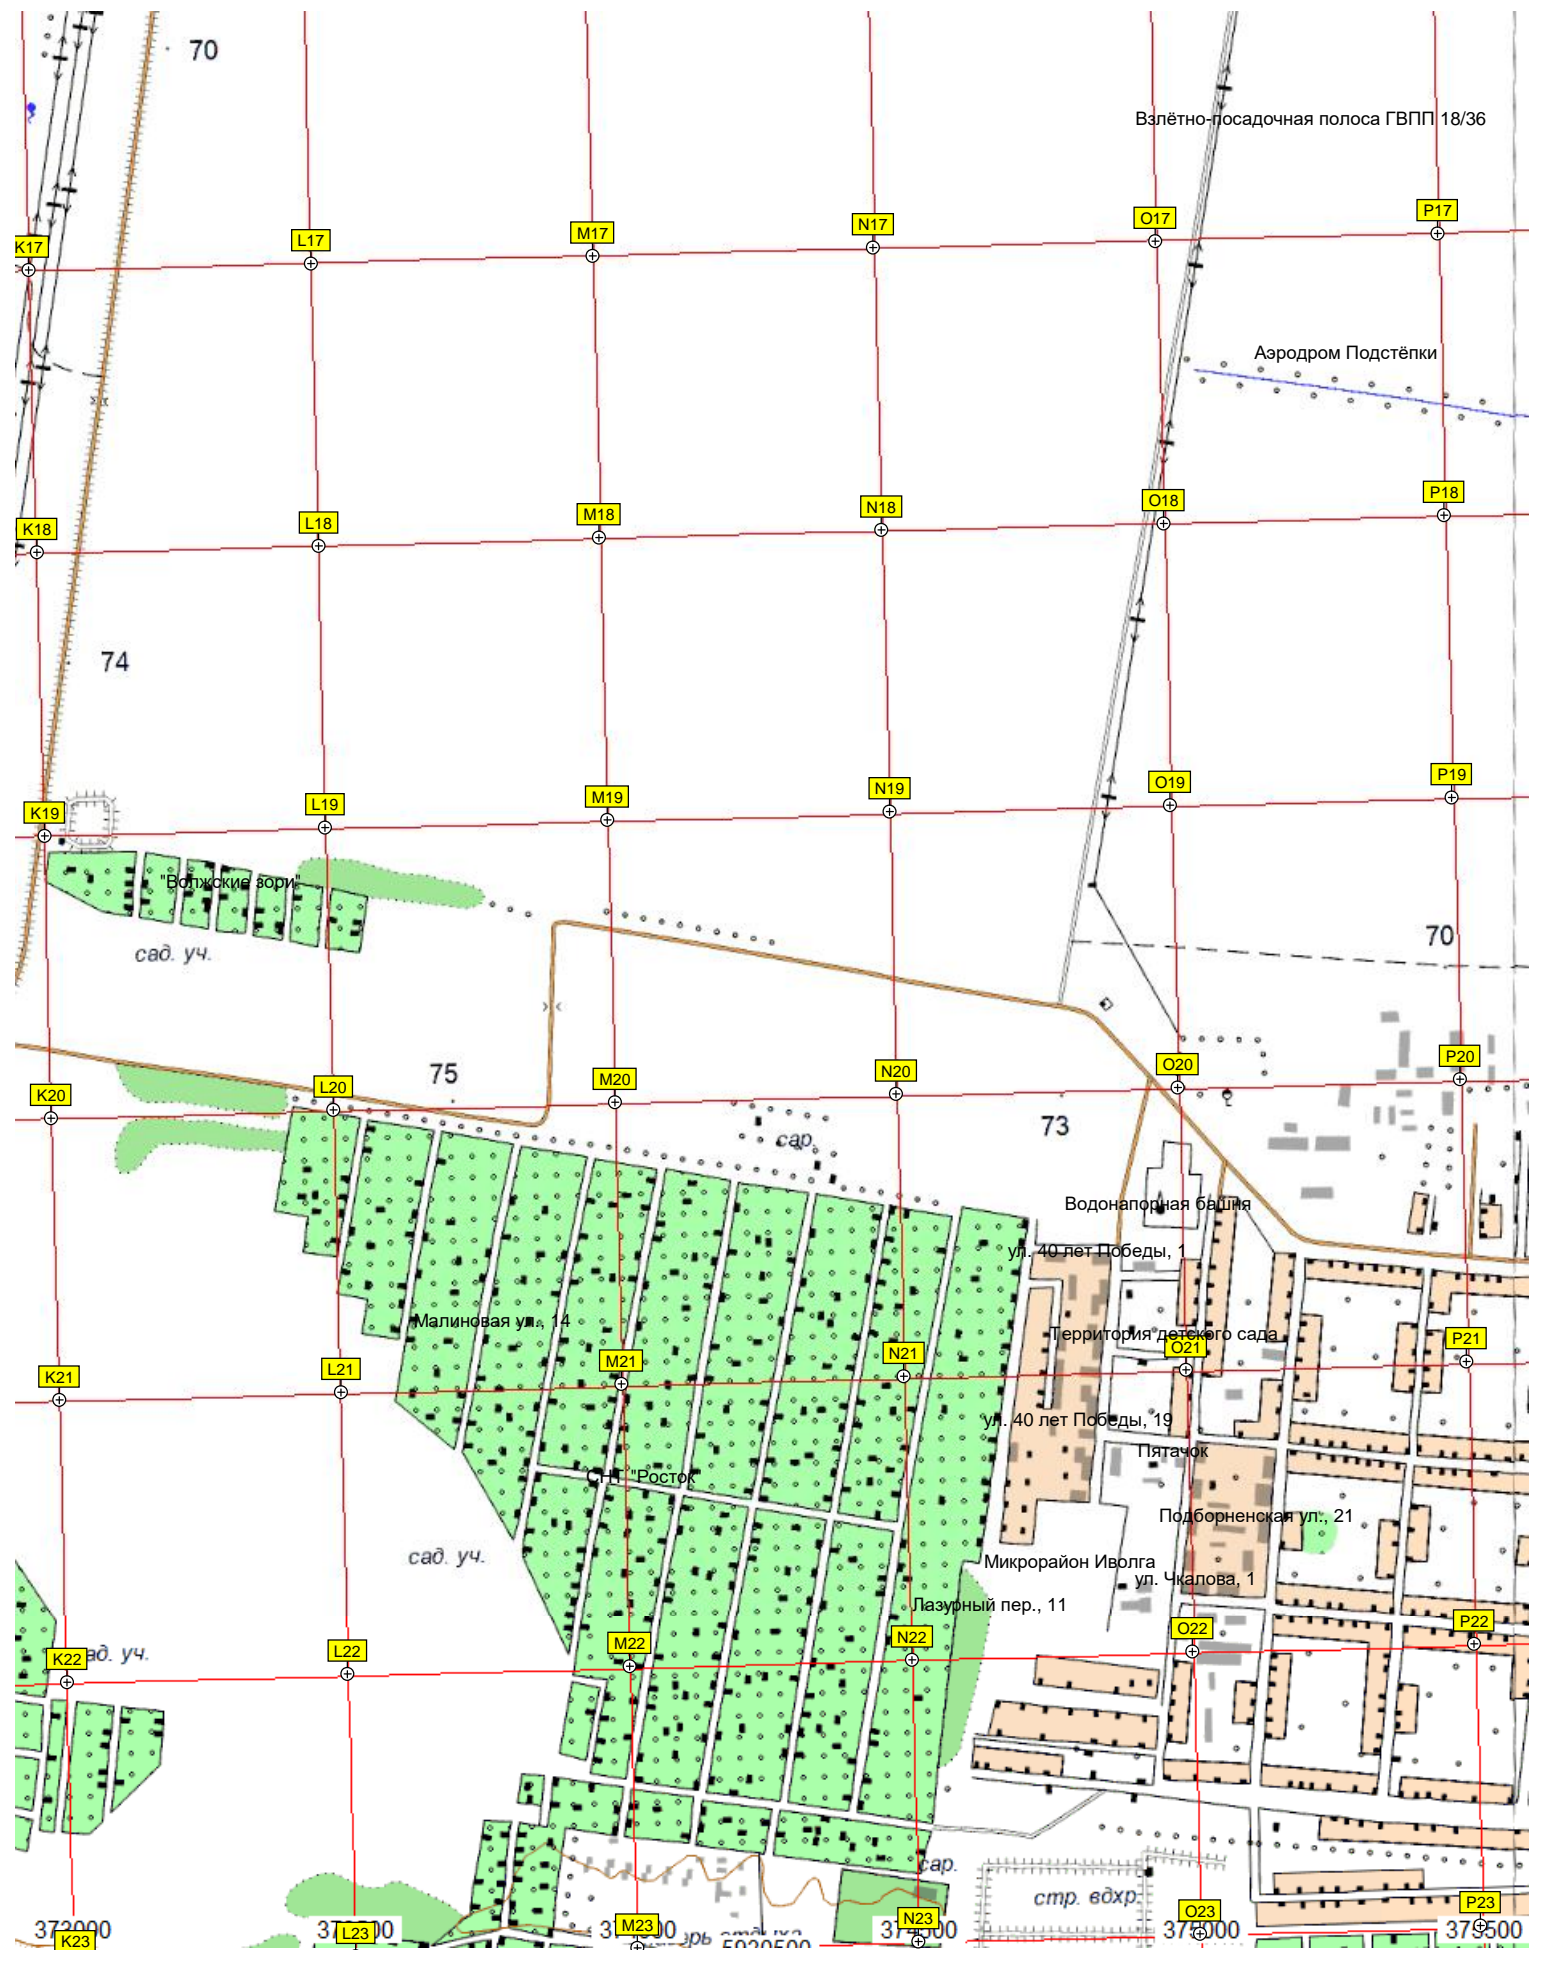 70
Взлётно-посадочная полоса ГВПП 18/36
K17
L17
M17
N17
O17
P17
Аэродром Подстёпки
K18
L18
M18
N18
O18
P18
74
K19
L19
M19
N19
O19
P19
"Волжские зори"
сад. уч.
70
75
K20
L20
M20
N20
O20
P20
73
сар.
Водонапорная башня
ул. 40 лет Победы, 1
Малиновая ул., 14
Территория детского сада
K21
L21
M21
N21
O21
P21
ул. 40 лет Победы, 19
Пятачок
СНТ "Росток"
Подборненская ул., 21
сад. уч.
Микрорайон Иволга
ул. Чкалова, 1
Лазурный пер., 11
K22
ад. уч.
L22
M22
N22
O22
P22
сар.
стр. вдхр.
373000
K23
L23
M23
N23
O23
P23
375500